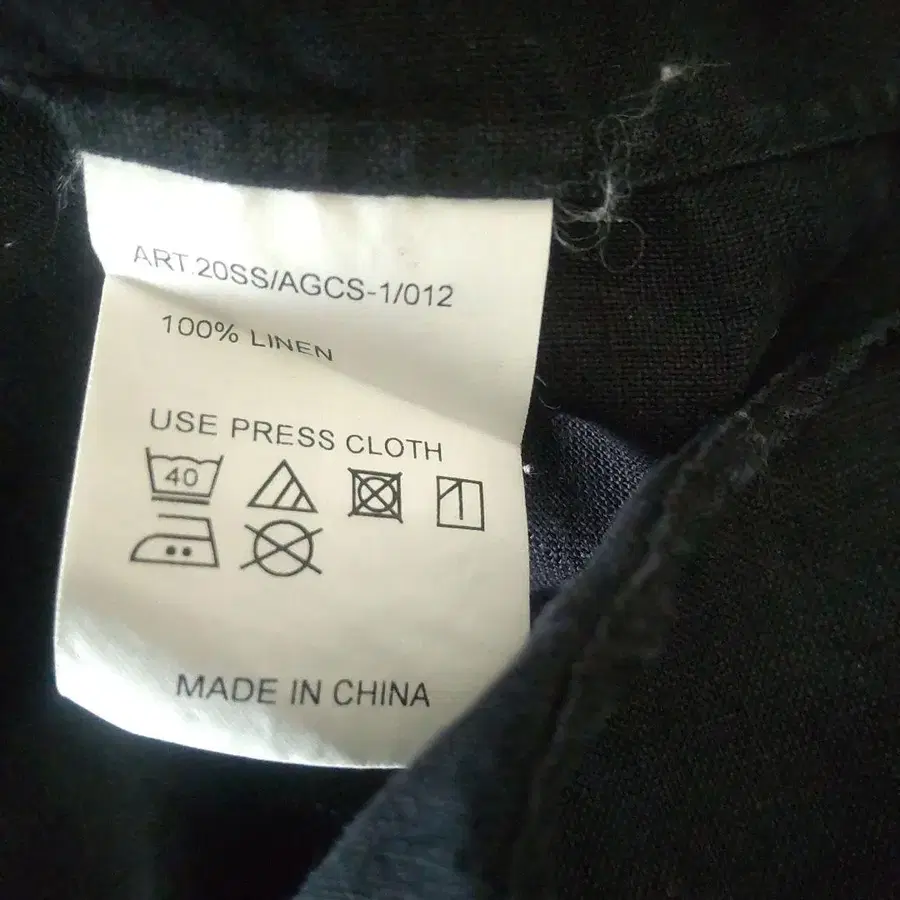 ART.20SS/AGCS-1/012
100% LINEN
USE PRESS CLOTH
40
MADE IN CHINA